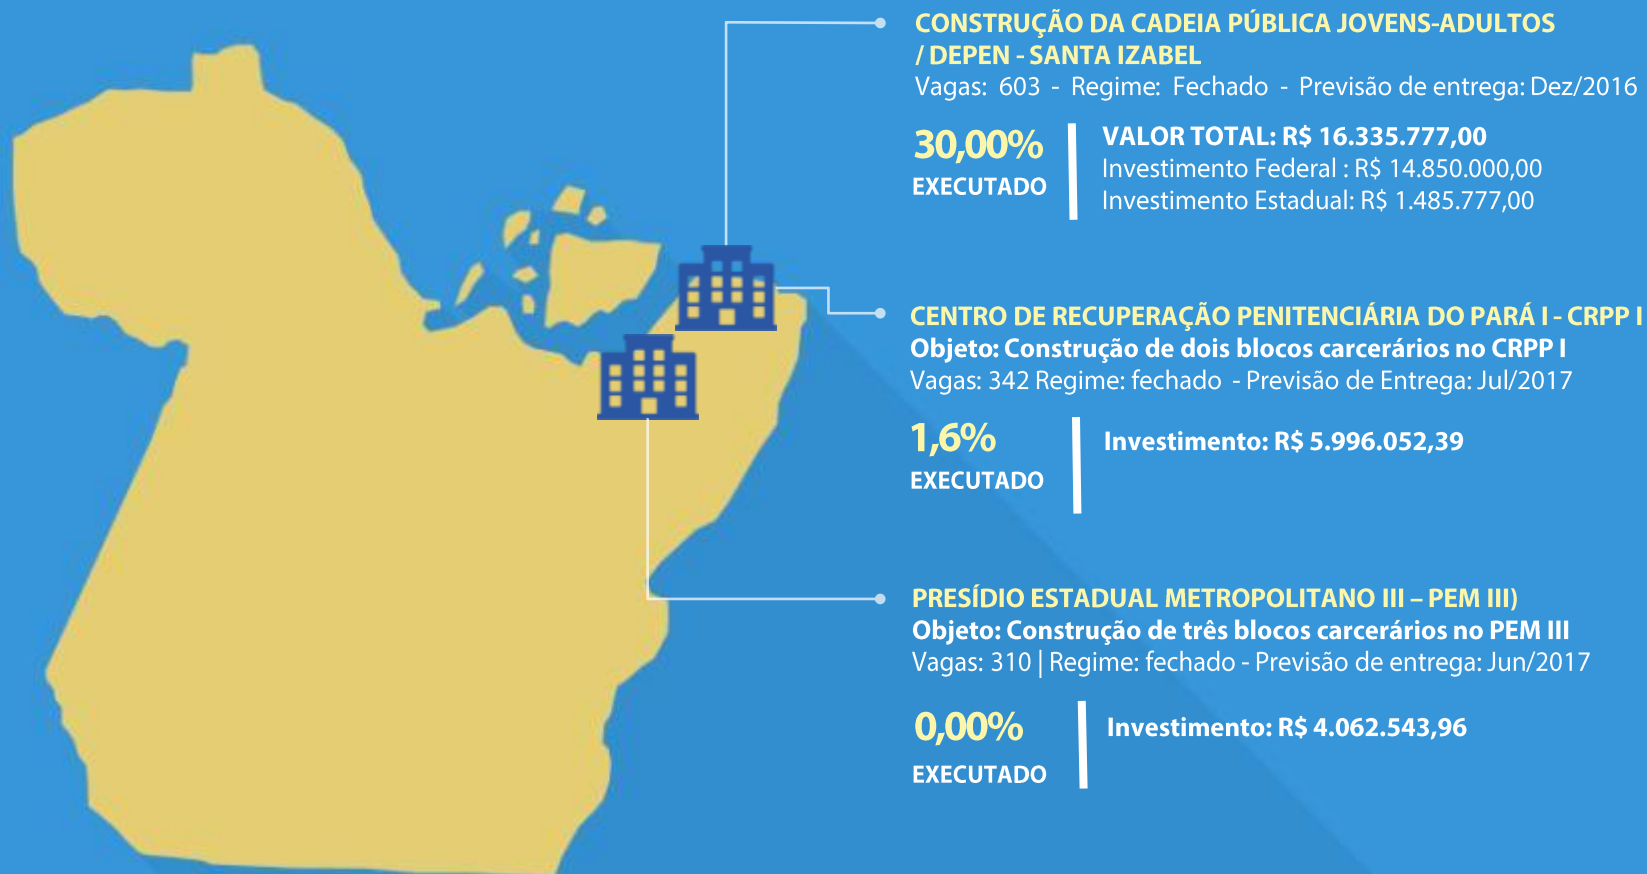 CONSTRUÇÃO DA CADEIA PÚBLICA JOVENS-ADULTOS
/ DEPEN - SANTA IZABEL
Vagas: 603 - Regime: Fechado - Previsão de entrega: Dez/2016
30,00%
EXECUTADO
VALOR TOTAL: R$ 16.335.777,00
Investimento Federal : R$ 14.850.000,00
Investimento Estadual: R$ 1.485.777,00
CENTRO DE RECUPERAÇÃO PENITENCIÁRIA DO PARÁ I - CRPP I
Objeto: Construção de dois blocos carcerários no CRPP I
Vagas: 342 Regime: fechado - Previsão de Entrega: Jul/2017
1,6%
EXECUTADO
Investimento: R$ 5.996.052,39
PRESÍDIO ESTADUAL METROPOLITANO III – PEM III)
Objeto: Construção de três blocos carcerários no PEM III
Vagas: 310 | Regime: fechado - Previsão de entrega: Jun/2017
0,00%
EXECUTADO
Investimento: R$ 4.062.543,96